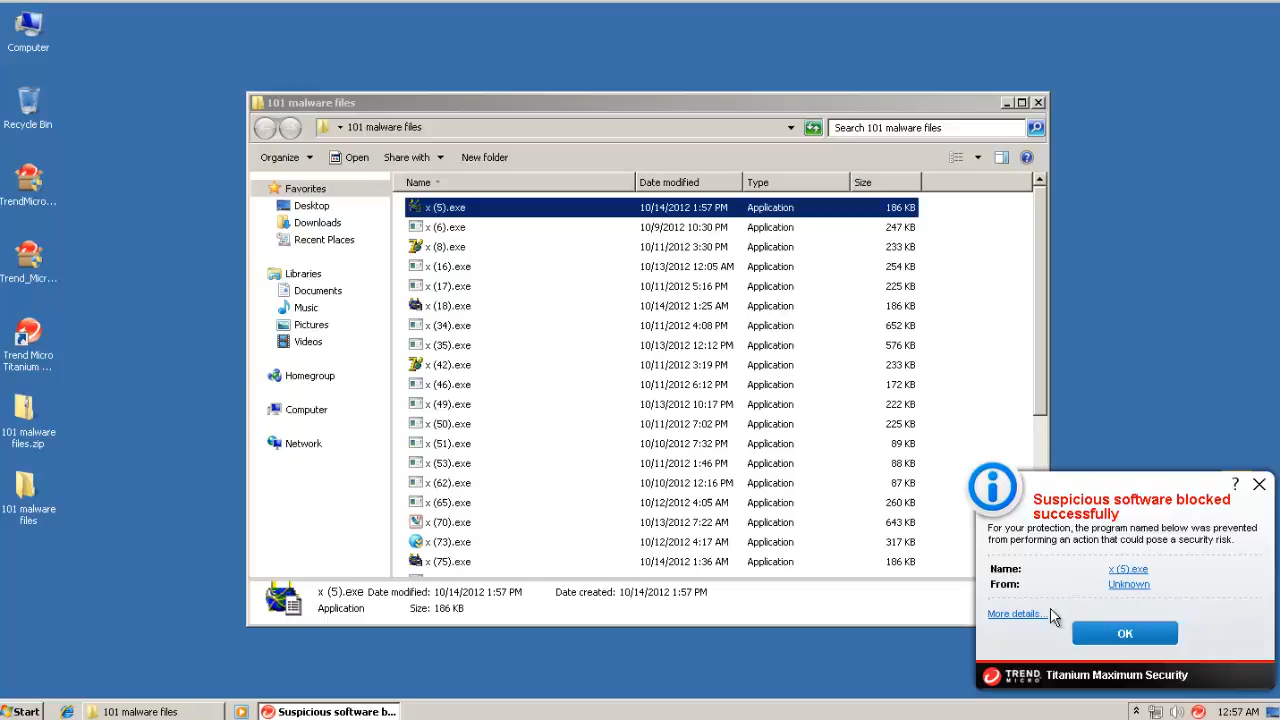 Computer
Recycle Bin
TrendMicro...
Trend_Micr...
Trend Micro
Titanium ...
101 malware
files.zip
101 malware
files
101 malware files
101 malware files
Search 101 malware files
Organize Open Share with New folder
Favorites
Desktop
Downloads
Recent Places
Libraries
Documents
Music
Pictures
Videos
Homegroup
Computer
Network
Name Date modified Type Size
x (5).exe 10/14/2012 1:57 PM Application 186 KB
x (6).exe 10/9/2012 10:30 PM Application 247 KB
x (8).exe 10/11/2012 3:30 PM Application 233 KB
x (16).exe 10/13/2012 12:05 AM Application 254 KB
x (17).exe 10/11/2012 5:16 PM Application 225 KB
x (18).exe 10/14/2012 1:25 AM Application 186 KB
x (34).exe 10/11/2012 4:08 PM Application 652 KB
x (35).exe 10/13/2012 12:12 PM Application 576 KB
x (42).exe 10/11/2012 3:19 PM Application 233 KB
x (46).exe 10/11/2012 6:12 PM Application 172 KB
x (49).exe 10/13/2012 10:17 PM Application 222 KB
x (50).exe 10/11/2012 7:02 PM Application 225 KB
x (51).exe 10/10/2012 7:32 PM Application 89 KB
x (53).exe 10/11/2012 1:46 PM Application 88 KB
x (62).exe 10/10/2012 12:16 PM Application 87 KB
x (65).exe 10/12/2012 4:05 AM Application 260 KB
x (70).exe 10/13/2012 7:22 AM Application 643 KB
x (73).exe 10/12/2012 4:17 AM Application 317 KB
x (75).exe 10/14/2012 1:36 AM Application 186 KB
x (5).exe Date modified: 10/14/2012 1:57 PM Date created: 10/14/2012 1:57 PM
Application Size: 186 KB
?
Suspicious software blocked
successfully
For your protection, the program named below was prevented
from performing an action that could pose a security risk.
Name: x (5).exe
From: Unknown
More details...
OK
TREND MICRO Titanium Maximum Security
Start 101 malware files Suspicious software b... 12:57 AM